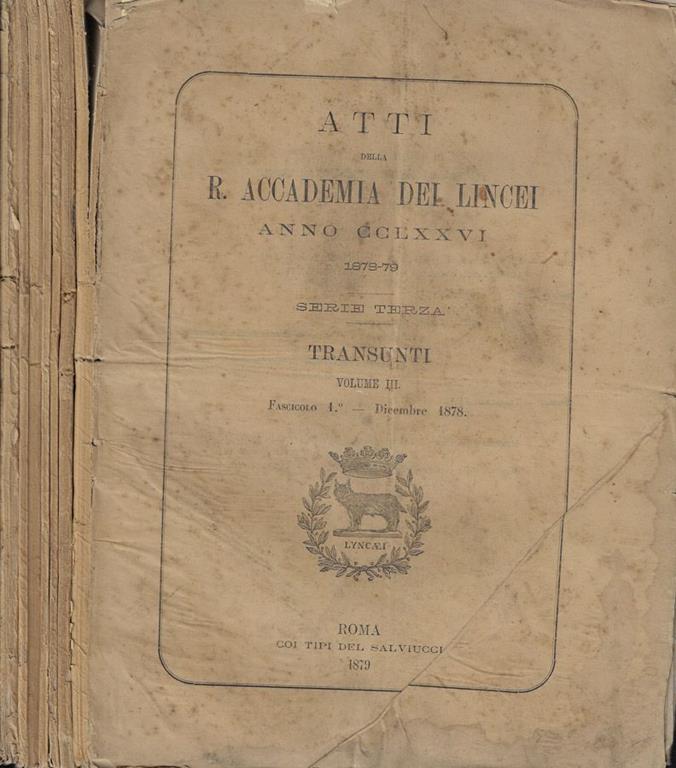 ATTI
DELLA
R. ACCADEMIA DEI LINCEI
ANNO CCLXXVI
1878-79
SERIE TERZA
TRANSUNTI
VOLUME III.
FASCICOLO 1.° — Dicembre 1878.
LYNCÆI
ROMA
COI TIPI DEL SALVIUCCI
1879